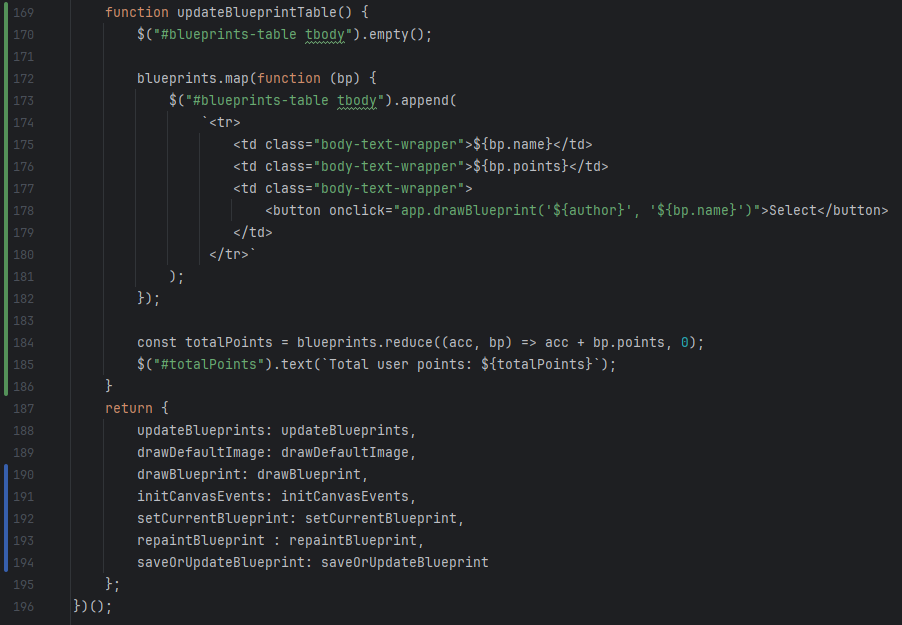 169 function updateBlueprintTable() {
170 $("#blueprints-table tbody").empty();
171
172 blueprints.map(function (bp) {
173 $("#blueprints-table tbody").append(
174 `<tr>
175 <td class="body-text-wrapper">${bp.name}</td>
176 <td class="body-text-wrapper">${bp.points}</td>
177 <td class="body-text-wrapper">
178 <button onclick="app.drawBlueprint('${author}', '${bp.name}')">Select</button>
179 </td>
180 </tr>`
181 );
182 });
183
184 const totalPoints = blueprints.reduce((acc, bp) => acc + bp.points, 0);
185 $("#totalPoints").text(`Total user points: ${totalPoints}`);
186 }
187 return {
188 updateBlueprints: updateBlueprints,
189 drawDefaultImage: drawDefaultImage,
190 drawBlueprint: drawBlueprint,
191 initCanvasEvents: initCanvasEvents,
192 setCurrentBlueprint: setCurrentBlueprint,
193 repaintBlueprint : repaintBlueprint,
194 saveOrUpdateBlueprint: saveOrUpdateBlueprint
195 };
196 })();